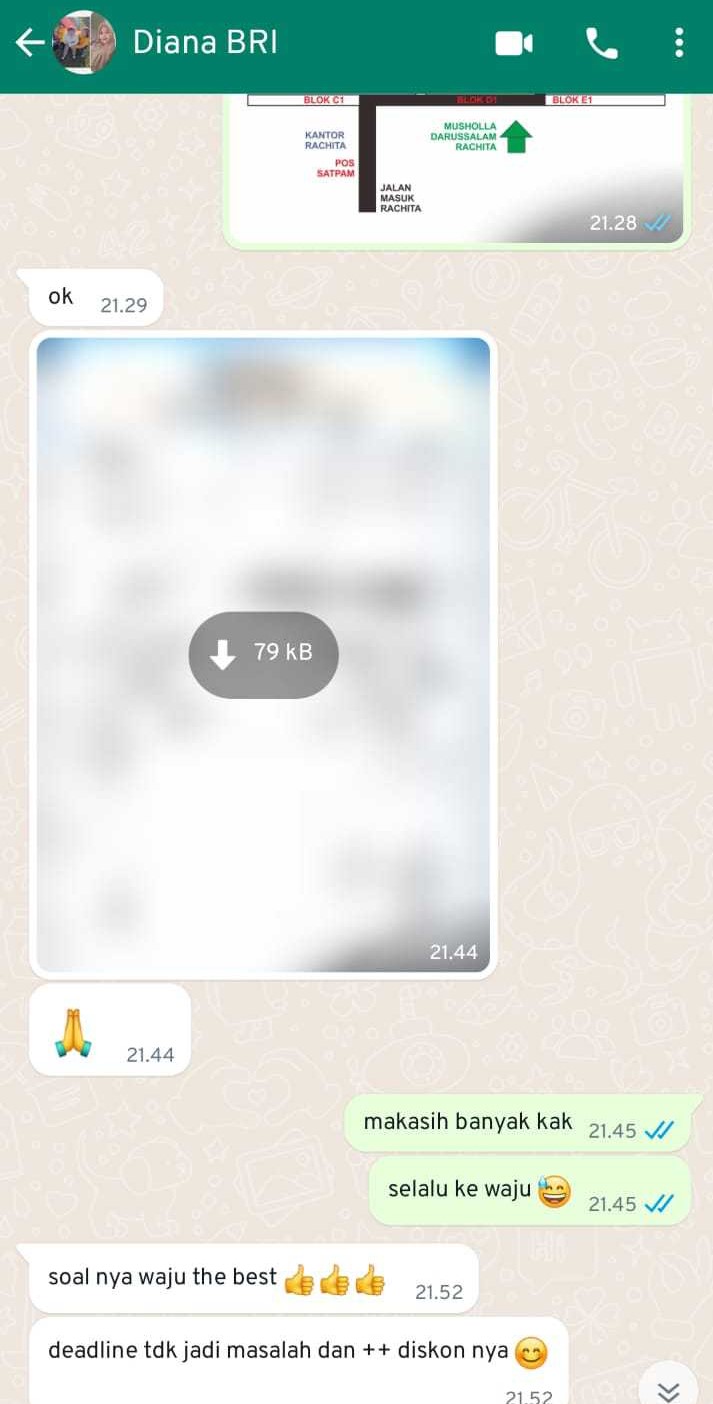 Diana BRI
BLOK C1
BLOK D1
BLOK E1
KANTOR
RACHITA
MUSHOLLA
DARUSSALAM
RACHITA
POS
SATPAM
JALAN
MASUK
RACHITA
21.28
ok 21.29
79 kB
21.44
🙏 21.44
makasih banyak kak 21.45
selalu ke waju 😅 21.45
soal nya waju the best 👍👍👍 21.52
deadline tdk jadi masalah dan ++ diskon nya 😊
21.52